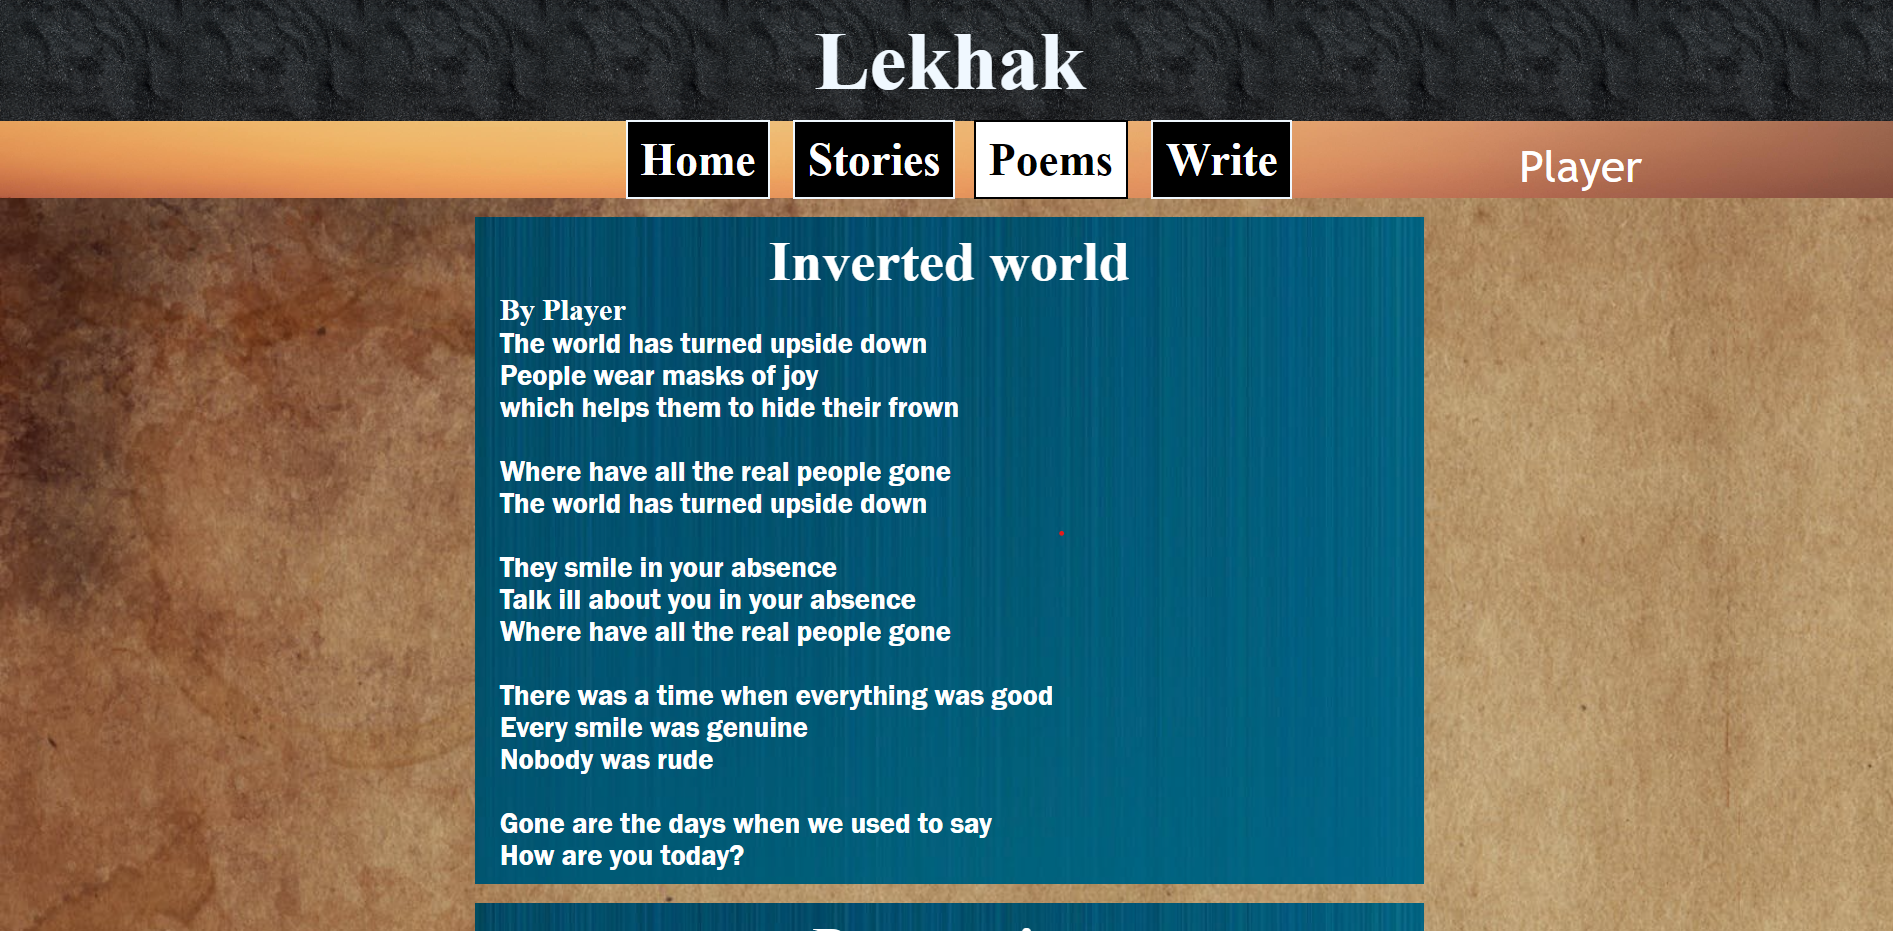 Lekhak
Home Stories Poems Write Player
Inverted world
By Player
The world has turned upside down
People wear masks of joy
which helps them to hide their frown
Where have all the real people gone
The world has turned upside down
They smile in your absence
Talk ill about you in your absence
Where have all the real people gone
There was a time when everything was good
Every smile was genuine
Nobody was rude
Gone are the days when we used to say
How are you today?